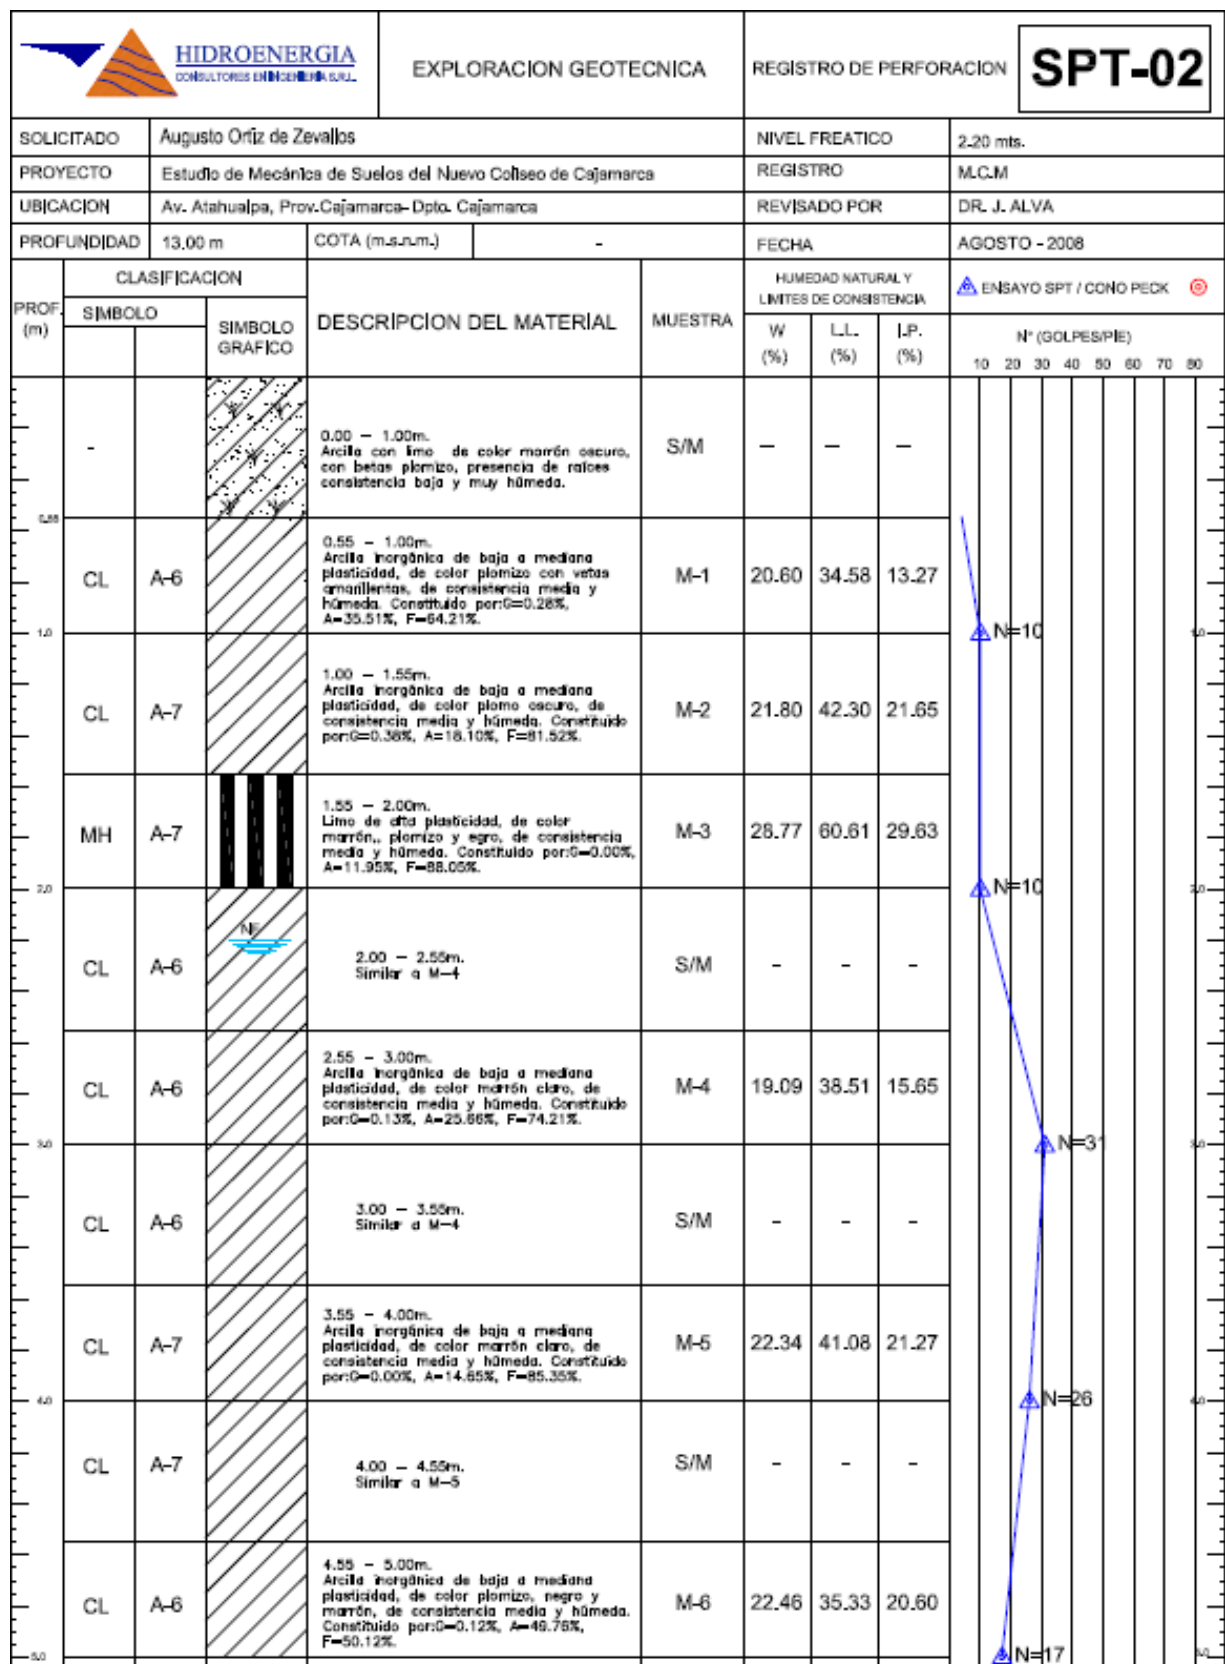 HIDROENERGIA
CONSULTORES EN INGENIERIA S.R.L.
EXPLORACION GEOTECNICA
REGISTRO DE PERFORACION
SPT-02
SOLICITADO Augusto Ortiz de Zevallos NIVEL FREATICO 2.20 mts.
PROYECTO Estudio de Mecánica de Suelos del Nuevo Coliseo de Cajamarca REGISTRO M.C.M
UBICACION Av. Atahualpa, Prov.Cajamarca- Dpto. Cajamarca REVISADO POR DR. J. ALVA
PROFUNDIDAD 13.00 m COTA (m.s.n.m.) - FECHA AGOSTO - 2008
PROF. (m)
CLASIFICACION
SIMBOLO
SIMBOLO GRAFICO
DESCRIPCION DEL MATERIAL
MUESTRA
HUMEDAD NATURAL Y
LIMITES DE CONSISTENCIA
W (%) L.L. (%) I.P. (%)
ENSAYO SPT / CONO PECK
N° (GOLPES/PIE)
10 20 30 40 50 60 70 80
-
0.00 - 1.00m.
Arcilla con limo de color marrón oscuro,
con betas plomizo, presencia de raíces
consistencia baja y muy húmeda.
S/M - - -
0.55
CL A-6
0.55 - 1.00m.
Arcilla inorgánica de baja a mediana
plasticidad, de color plomizo con vetas
amarillentas, de consistencia media y
húmeda. Constituido por:G=0.28%,
A=35.51%, F=64.21%.
M-1 20.60 34.58 13.27
1.0 N=10 1.0
CL A-7
1.00 - 1.55m.
Arcilla inorgánica de baja a mediana
plasticidad, de color plomo oscuro, de
consistencia media y húmeda. Constituido
por:G=0.38%, A=18.10%, F=81.52%.
M-2 21.80 42.30 21.65
MH A-7
1.55 - 2.00m.
Limo de alta plasticidad, de color
marrón,, plomizo y egro, de consistencia
media y húmeda. Constituido por:G=0.00%,
A=11.95%, F=88.05%.
M-3 28.77 60.61 29.63
2.0 N=10 2.0
NF
CL A-6
2.00 - 2.55m.
Similar a M-4
S/M - - -
CL A-6
2.55 - 3.00m.
Arcilla inorgánica de baja a mediana
plasticidad, de color marrón claro, de
consistencia media y húmeda. Constituido
por:G=0.13%, A=25.66%, F=74.21%.
M-4 19.09 38.51 15.65
3.0 N=31 3.0
CL A-6
3.00 - 3.55m.
Similar a M-4
S/M - - -
CL A-7
3.55 - 4.00m.
Arcilla inorgánica de baja a mediana
plasticidad, de color marrón claro, de
consistencia media y húmeda. Constituido
por:G=0.00%, A=14.65%, F=85.35%.
M-5 22.34 41.08 21.27
4.0 N=26 4.0
CL A-7
4.00 - 4.55m.
Similar a M-5
S/M - - -
CL A-6
4.55 - 5.00m.
Arcilla inorgánica de baja a mediana
plasticidad, de color plomizo, negro y
marrón, de consistencia media y húmeda.
Constituido por:G=0.12%, A=49.76%,
F=50.12%.
M-6 22.46 35.33 20.60
5.0 N=17 5.0